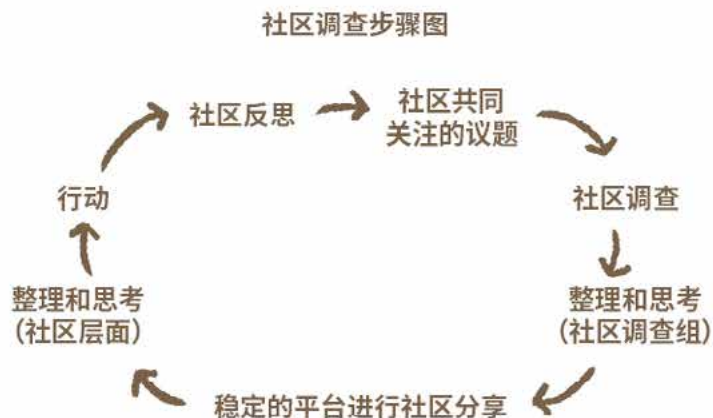 社区调查步骤图
社区反思
社区共同
关注的议题
社区调查
整理和思考
(社区调查组)
稳定的平台进行社区分享
整理和思考
(社区层面)
行动